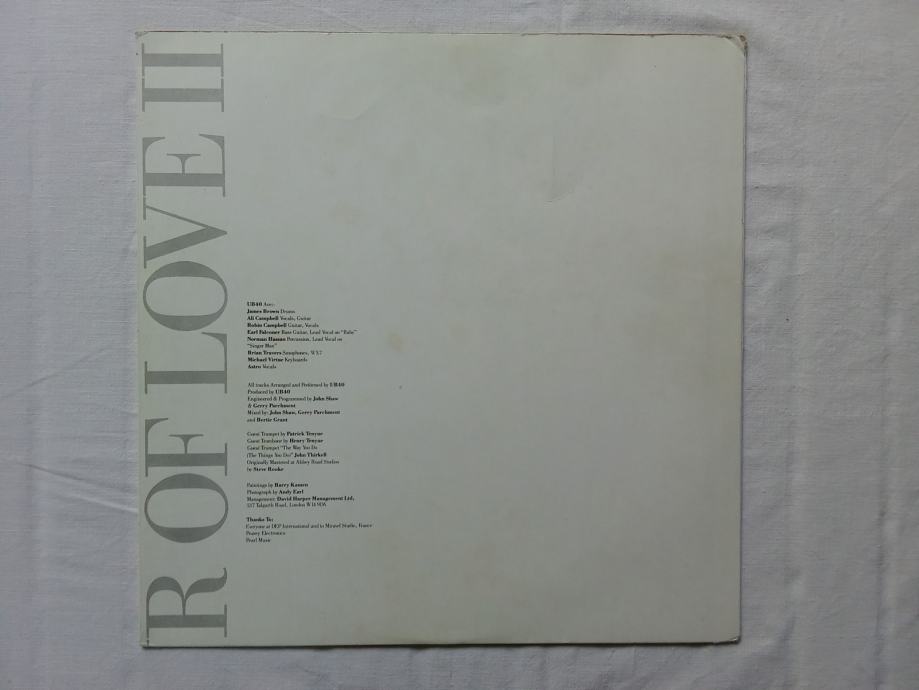 R OF LOVE II
UB40 Are:-
James Brown Drums
Ali Campbell Vocals, Guitar
Robin Campbell Guitar, Vocals
Earl Falconer Bass Guitar, Lead Vocal on "Baby"
Norman Hassan Percussion, Lead Vocal on
"Singer Man"
Brian Travers Saxophones, WX7
Michael Virtue Keyboards
Astro Vocals
All tracks Arranged and Performed by UB40
Produced by UB40
Engineered & Programmed by John Shaw
& Gerry Parchment
Mixed by: John Shaw, Gerry Parchment
and Bertie Grant
Guest Trumpet by Patrick Tenyue
Guest Trombone by Henry Tenyue
Guest Trumpet "The Way You Do
(The Things You Do)" John Thirkell
Originally Mastered at Abbey Road Studios
by Steve Rooke
Paintings by Barry Kamen
Photograph by Andy Earl
Management: David Harper Management Ltd,
Talgarth Road, London W14 9DA
Thanks To:
Everyone at DEP International and to Miraval Studio, France
Peavey Electronics
Pearl Music